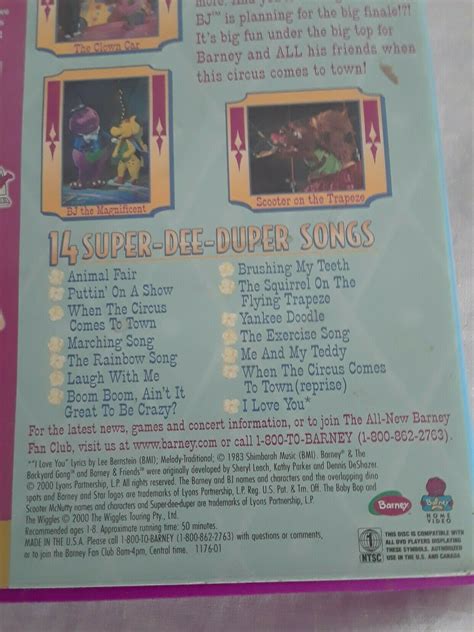 BJ™ is planning for the big finale!?!
It's big fun under the big top for
Barney and ALL his friends when
this circus comes to town!
The Clown Car
BJ the Magnificent
Scooter on the Trapeze
14 SUPER-DEE-DUPER SONGS
Animal Fair
Puttin' On A Show
When The Circus
Comes To Town
Marching Song
The Rainbow Song
Laugh With Me
Boom Boom, Ain't It
Great To Be Crazy?
Brushing My Teeth
The Squirrel On The
Flying Trapeze
Yankee Doodle
The Exercise Song
Me And My Teddy
When The Circus Comes
To Town (reprise)
I Love You*
For the latest news, games and concert information, or to join The All-New Barney
Fan Club, visit us at www.barney.com or call 1-800-TO-BARNEY (1-800-862-2763).
*"I Love You" Lyrics by Lee Bernstein (BMI); Melody-Traditional; © 1983 Shimbarah Music (BMI). Barney® & The
Backyard Gang® and Barney & Friends® were originally developed by Sheryl Leach, Kathy Parker and Dennis DeShazer.
© 2000 Lyons Partnership, L.P. All rights reserved. The Barney and BJ names and characters and the overlapping dino
spots and Barney and Star logos are trademarks of Lyons Partnership, L.P. Reg. U.S. Pat. & Tm. Off. The Baby Bop and
Scooter McNutty names and characters and Super-dee-duper are trademarks of Lyons Partnership, L.P.
The Wiggles © 2000 The Wiggles Touring Pty., Ltd.
Recommended ages 1-8. Approximate running time: 50 minutes.
MADE IN THE U.S.A. Please call 1-800-TO-BARNEY (1-800-862-2763) with questions or comments,
or to join the Barney Fan Club 8am-4pm, Central time. 1176-01
Barney
Barney
HOME
VIDEO
1
NTSC
THIS DISC IS COMPATIBLE WITH
ALL DVD PLAYERS DISPLAYING
THESE SYMBOLS. AUTHORIZED
USE IN THE U.S. AND CANADA